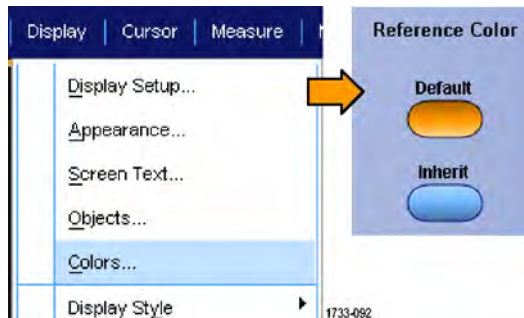 Display | Cursor | Measure |
Display Setup...
Appearance...
Screen Text...
Objects...
Colors...
Display Style
Reference Color
Default
Inherit
1733-092